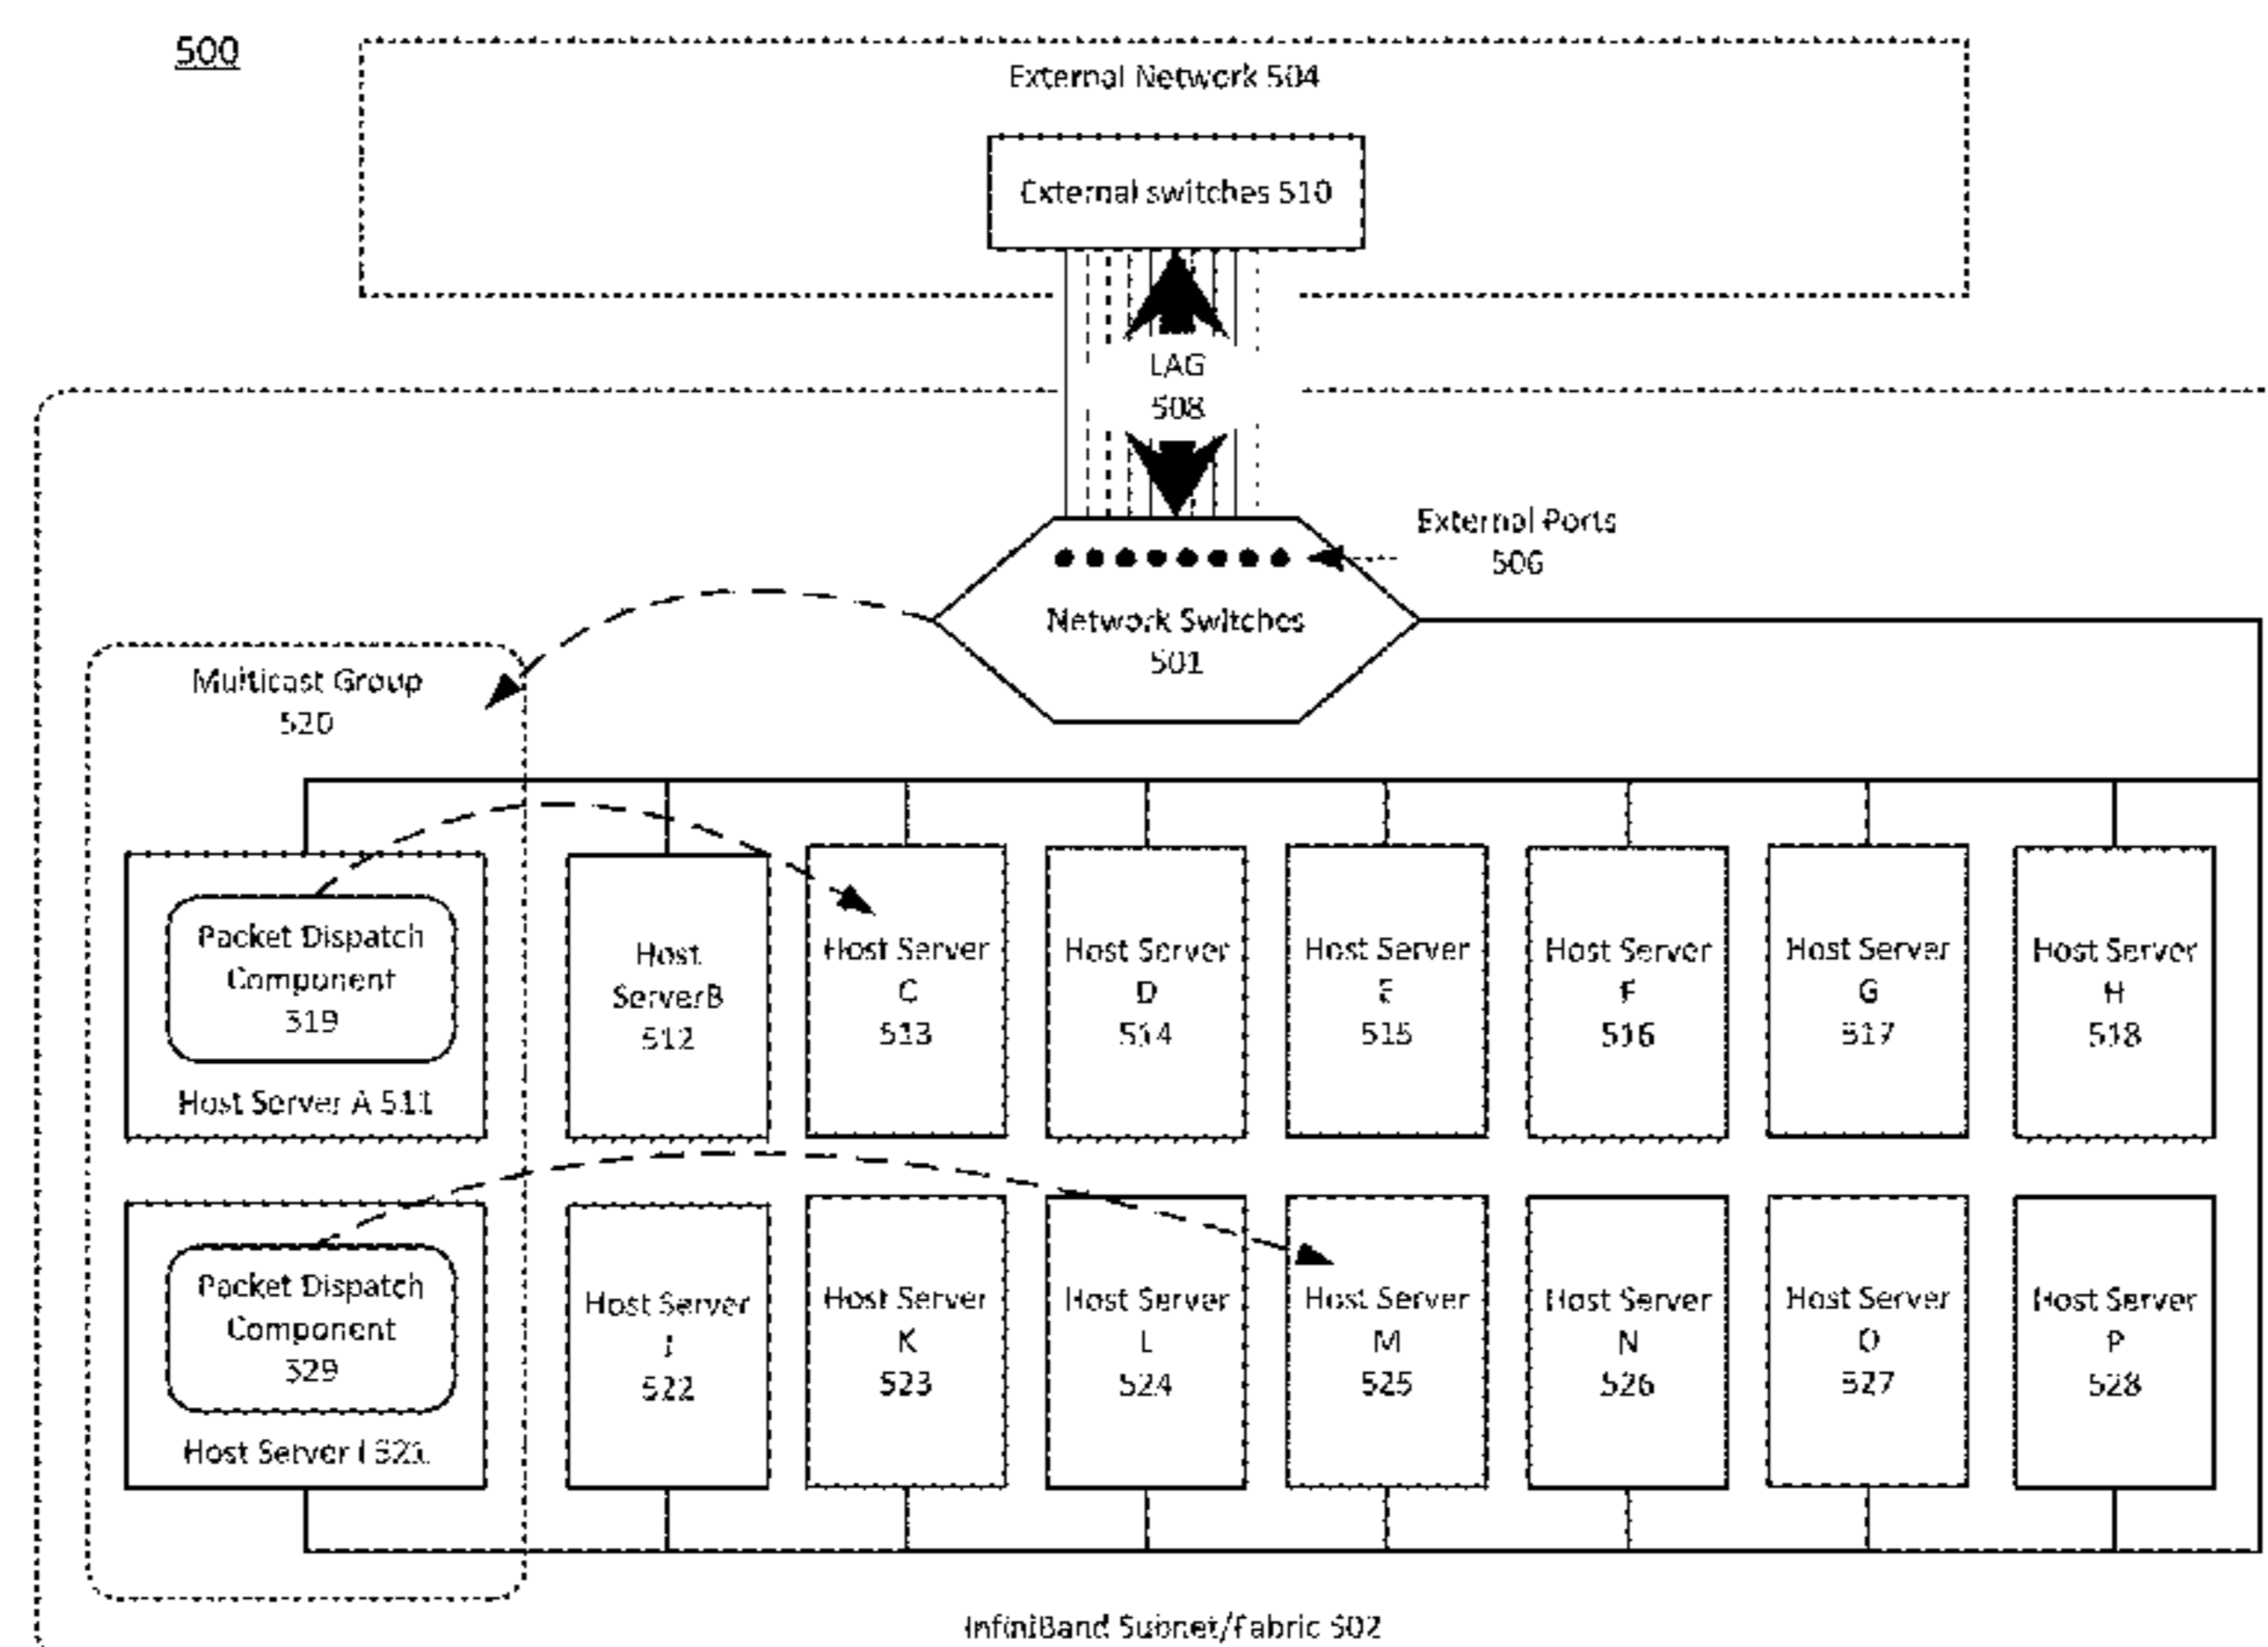 500
External Network 504
External switches 510
LAG
508
External Ports
506
Network Switches
501
Multicast Group
520
Packet Dispatch
Component
519
Host Server A 511
Host
ServerB
512
Host Server
C
513
Host Server
D
514
Host Server
E
515
Host Server
F
516
Host Server
G
517
Host Server
H
518
Packet Dispatch
Component
529
Host Server I 521
Host Server
J
522
Host Server
K
523
Host Server
L
524
Host Server
M
525
Host Server
N
526
Host Server
O
527
Host Server
P
528
InfiniBand Subnet/Fabric 502